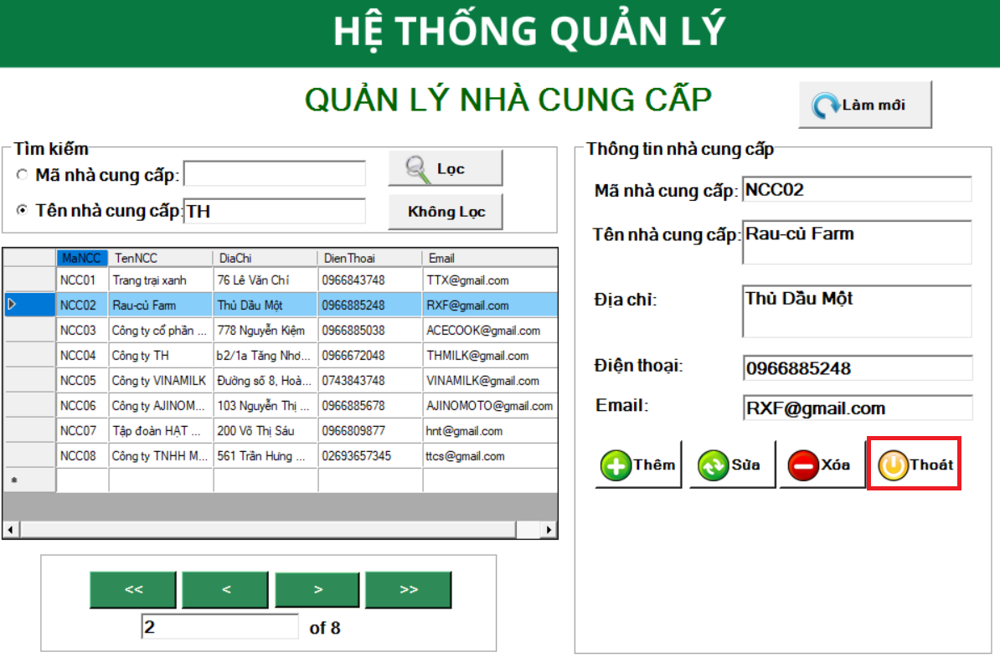 HỆ THỐNG QUẢN LÝ
QUẢN LÝ NHÀ CUNG CẤP
Làm mới
Tìm kiếm
Mã nhà cung cấp:
Lọc
Tên nhà cung cấp: TH
Không Lọc
MaNCC TenNCC DiaChi DienThoai Email
NCC01 Trang trại xanh 76 Lê Văn Chí 0966843748 TTX@gmail.com
NCC02 Rau-củ Farm Thủ Dầu Một 0966885248 RXF@gmail.com
NCC03 Công ty cổ phần ... 778 Nguyễn Kiệm 0966885038 ACECOOK@gmail.com
NCC04 Công ty TH b2/1a Tăng Nhơ... 0966672048 THMILK@gmail.com
NCC05 Công ty VINAMILK Đường số 8, Hoà... 0743843748 VINAMILK@gmail.com
NCC06 Công ty AJINOM... 103 Nguyễn Thị ... 0966885678 AJINOMOTO@gmail.com
NCC07 Tập đoàn HẠT ... 200 Võ Thị Sáu 0966809877 hnt@gmail.com
NCC08 Công ty TNHH M... 561 Trần Hưng ... 02693657345 ttcs@gmail.com
*
<< < > >>
2 of 8
Thông tin nhà cung cấp
Mã nhà cung cấp: NCC02
Tên nhà cung cấp: Rau-củ Farm
Địa chỉ: Thủ Dầu Một
Điện thoại: 0966885248
Email: RXF@gmail.com
Thêm Sửa Xóa Thoát